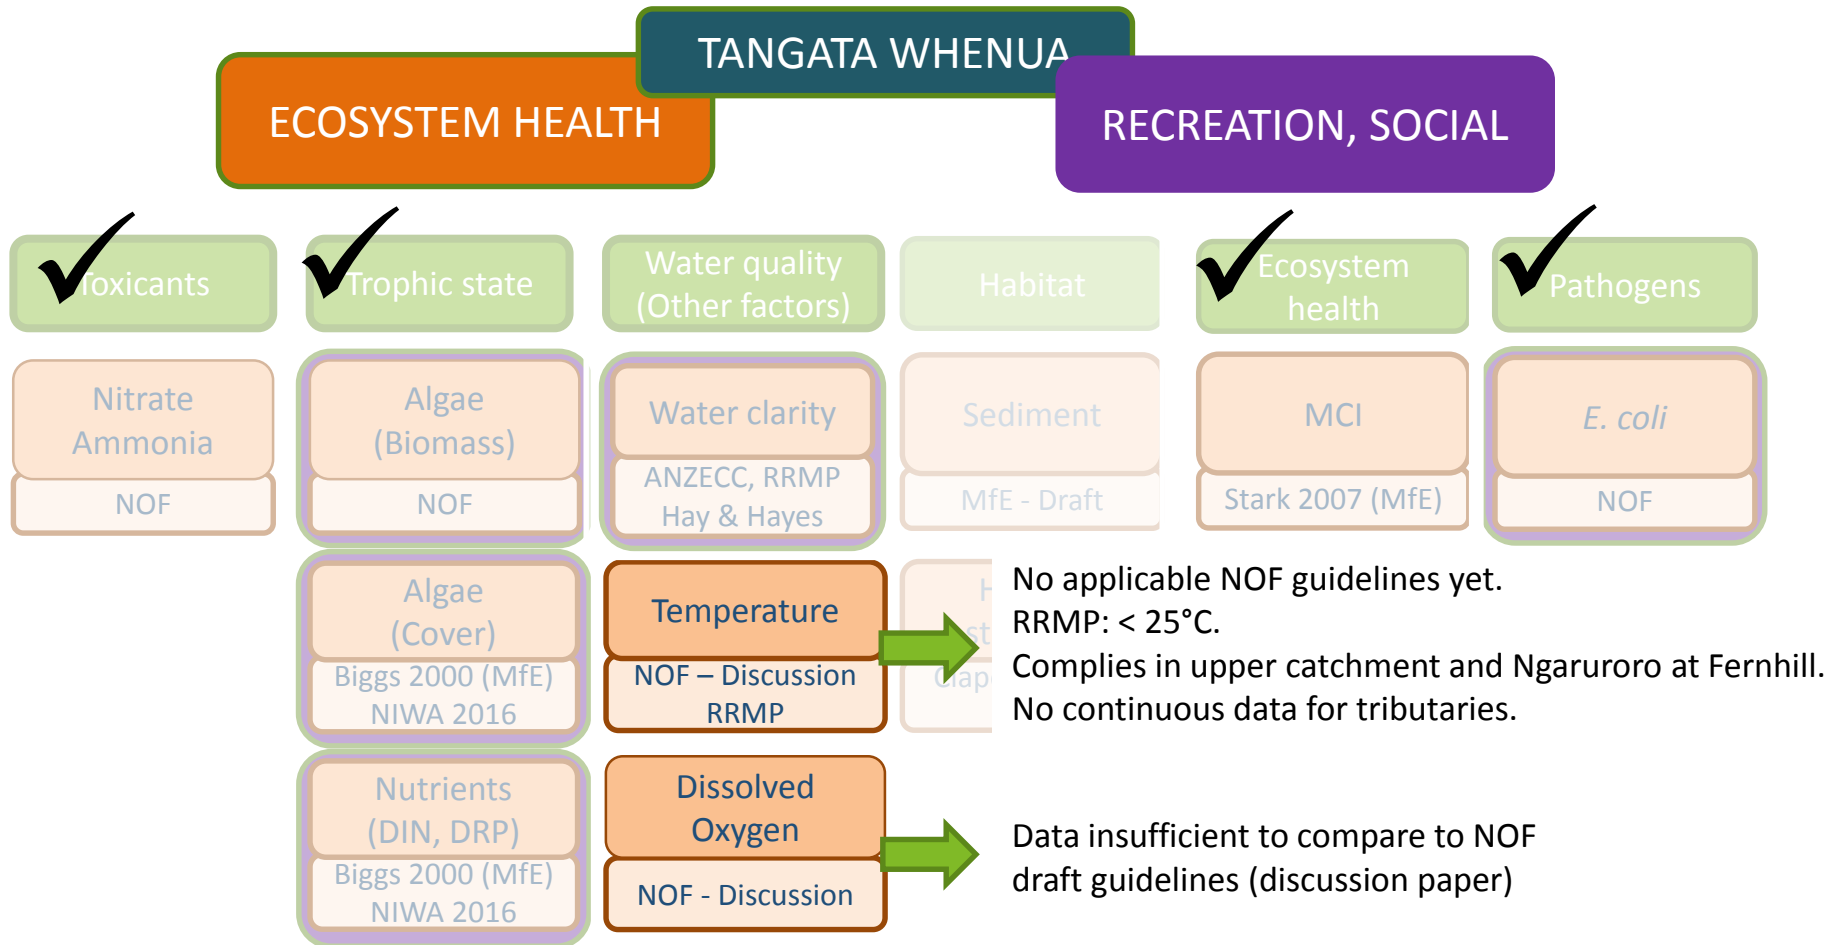 TANGATA WHENUA
ECOSYSTEM HEALTH
RECREATION, SOCIAL
Toxicants
Trophic state
Water quality
(Other factors)
Habitat
Ecosystem
health
Pathogens
Nitrate
Ammonia
NOF
Algae
(Biomass)
NOF
Water clarity
ANZECC, RRMP
Hay & Hayes
Sediment
MfE - Draft
MCI
Stark 2007 (MfE)
E. coli
NOF
Algae
(Cover)
Biggs 2000 (MfE)
NIWA 2016
Temperature
NOF – Discussion
RRMP
No applicable NOF guidelines yet.
RRMP: < 25°C.
Complies in upper catchment and Ngaruroro at Fernhill.
No continuous data for tributaries.
Nutrients
(DIN, DRP)
Biggs 2000 (MfE)
NIWA 2016
Dissolved
Oxygen
NOF - Discussion
Data insufficient to compare to NOF
draft guidelines (discussion paper)